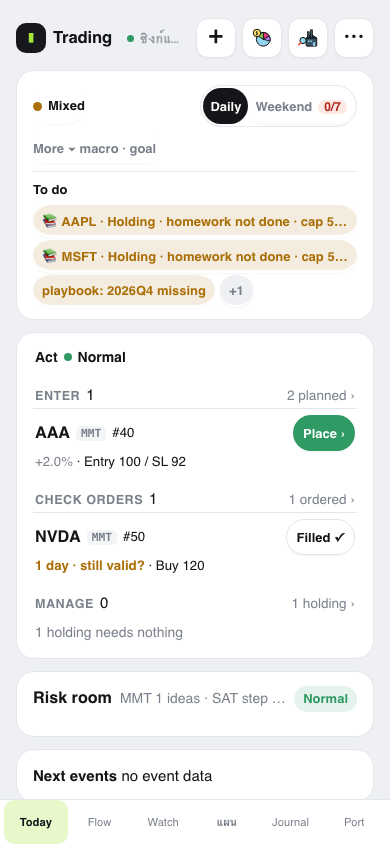 Trading ซิงก์แ...
Mixed Daily Weekend 0/7
More macro · goal
To do
AAPL · Holding · homework not done · cap 5...
MSFT · Holding · homework not done · cap 5...
playbook: 2026Q4 missing +1
Act Normal
ENTER 1 2 planned ›
AAA MMT #40 Place ›
+2.0% · Entry 100 / SL 92
CHECK ORDERS 1 1 ordered ›
NVDA MMT #50 Filled ✓
1 day · still valid? · Buy 120
MANAGE 0 1 holding ›
1 holding needs nothing
Risk room MMT 1 ideas · SAT step ... Normal
Next events no event data
Today Flow Watch แผน Journal Port